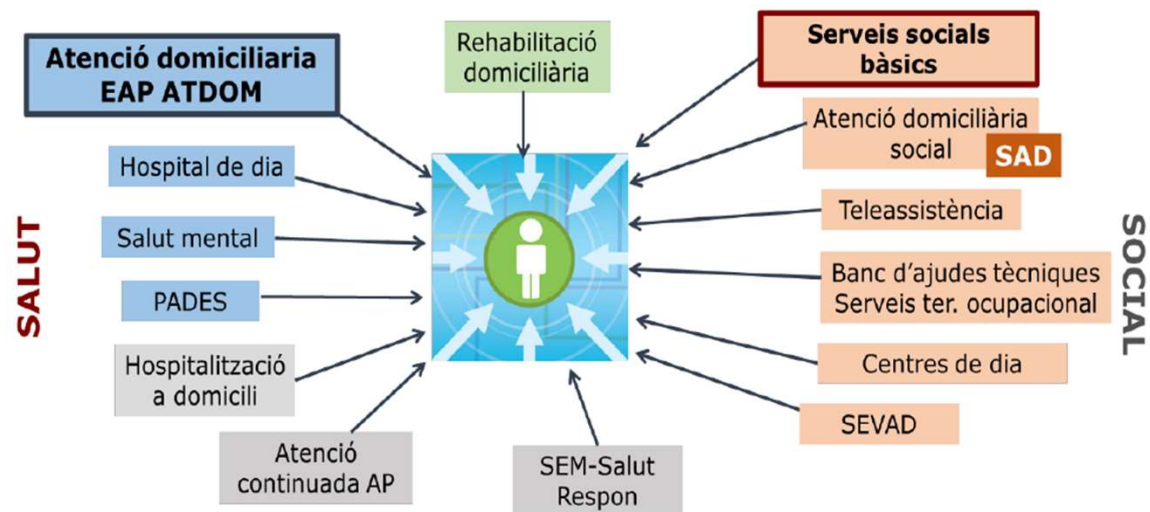 SALUT
Atenció domiciliaria
EAP ATDOM
Hospital de dia
Salut mental
PADES
Hospitalització
a domicili
Atenció
continuada AP
Rehabilitació
domiciliària
SEM-Salut
Respon
Serveis socials
bàsics
Atenció domiciliària
social
SAD
Teleassistència
Banc d'ajudes tècniques
Serveis ter. ocupacional
Centres de dia
SEVAD
SOCIAL